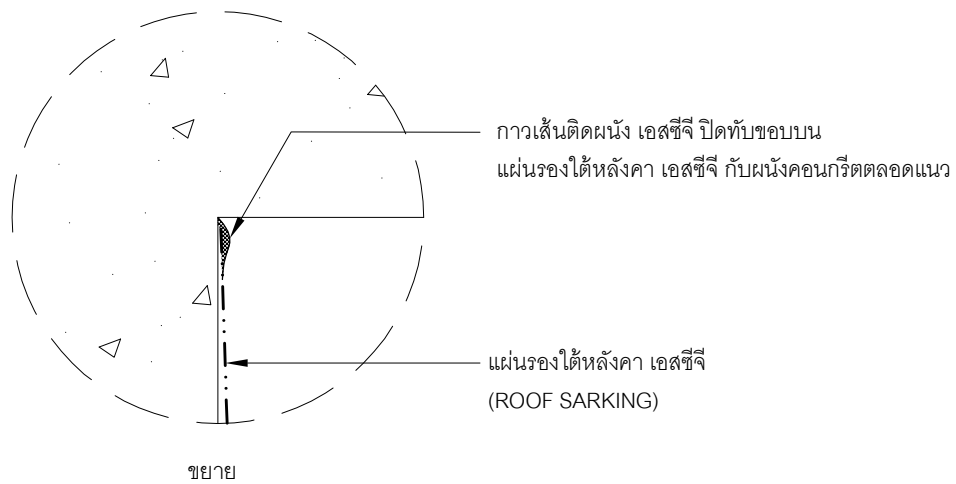 กาวเส้นติดผนัง เอสซีจี ปิดทับขอบบน
แผ่นรองใต้หลังคา เอสซีจี กับผนังคอนกรีตตลอดแนว
แผ่นรองใต้หลังคา เอสซีจี
(ROOF SARKING)
ขยาย